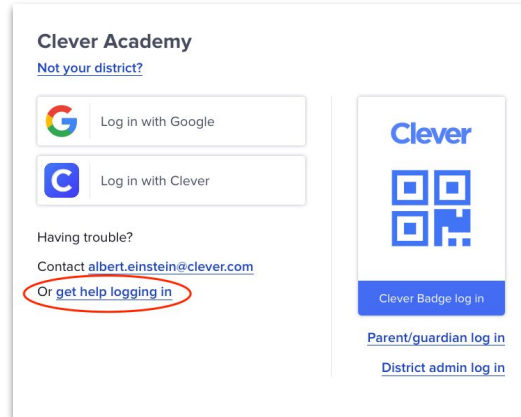 Clever Academy
Not your district?
Log in with Google
Log in with Clever
Having trouble?
Contact albert.einstein@clever.com
Or get help logging in
Clever
Clever Badge log in
Parent/guardian log in
District admin log in